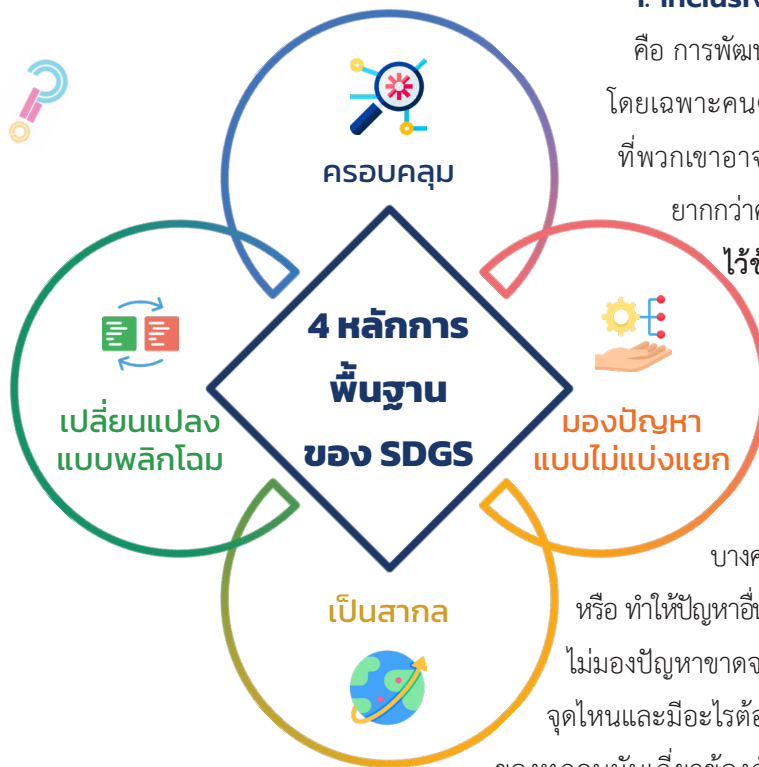 1. Inclusiv
คือ การพัฒ
โดยเฉพาะคน
ที่พวกเขาอา
ยากกว่า
ไว้ข้
ครอบคลุม
4 หลักการ
พื้นฐาน
ของ SDGS
เปลี่ยนแปลง
แบบพลิกโฉม
มองปัญหา
แบบไม่แบ่งแยก
เป็นสากล
บาง
หรือ ทำให้ปัญหาอื่น
ไม่มองปัญหาขาดจ
จุดไหนและมีอะไรต้อ